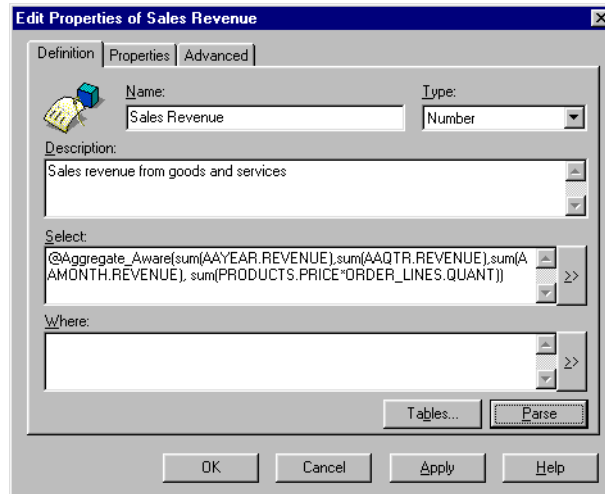 Edit Properties of Sales Revenue
Definition Properties Advanced
Name: Type:
Sales Revenue Number
Description:
Sales revenue from goods and services
Select:
@Aggregate_Aware(sum(AAYEAR.REVENUE),sum(AAQTR.REVENUE),sum(A
AMONTH.REVENUE), sum(PRODUCTS.PRICE*ORDER_LINES.QUANT))
>>
Where:
>>
Tables... Parse
OK Cancel Apply Help